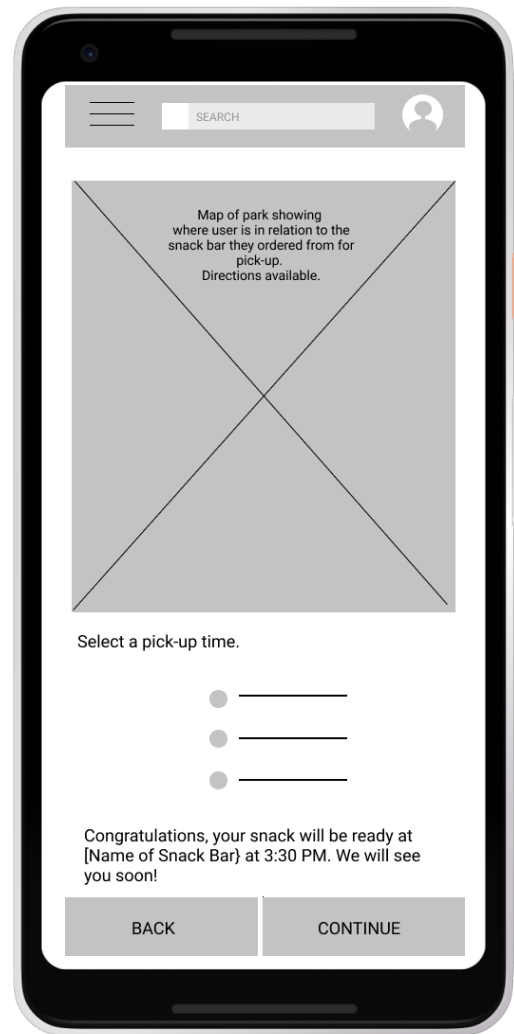 SEARCH
Map of park showing
where user is in relation to the
snack bar they ordered from for
pick-up.
Directions available.
Select a pick-up time.
Congratulations, your snack will be ready at
[Name of Snack Bar} at 3:30 PM. We will see
you soon!
BACK
CONTINUE